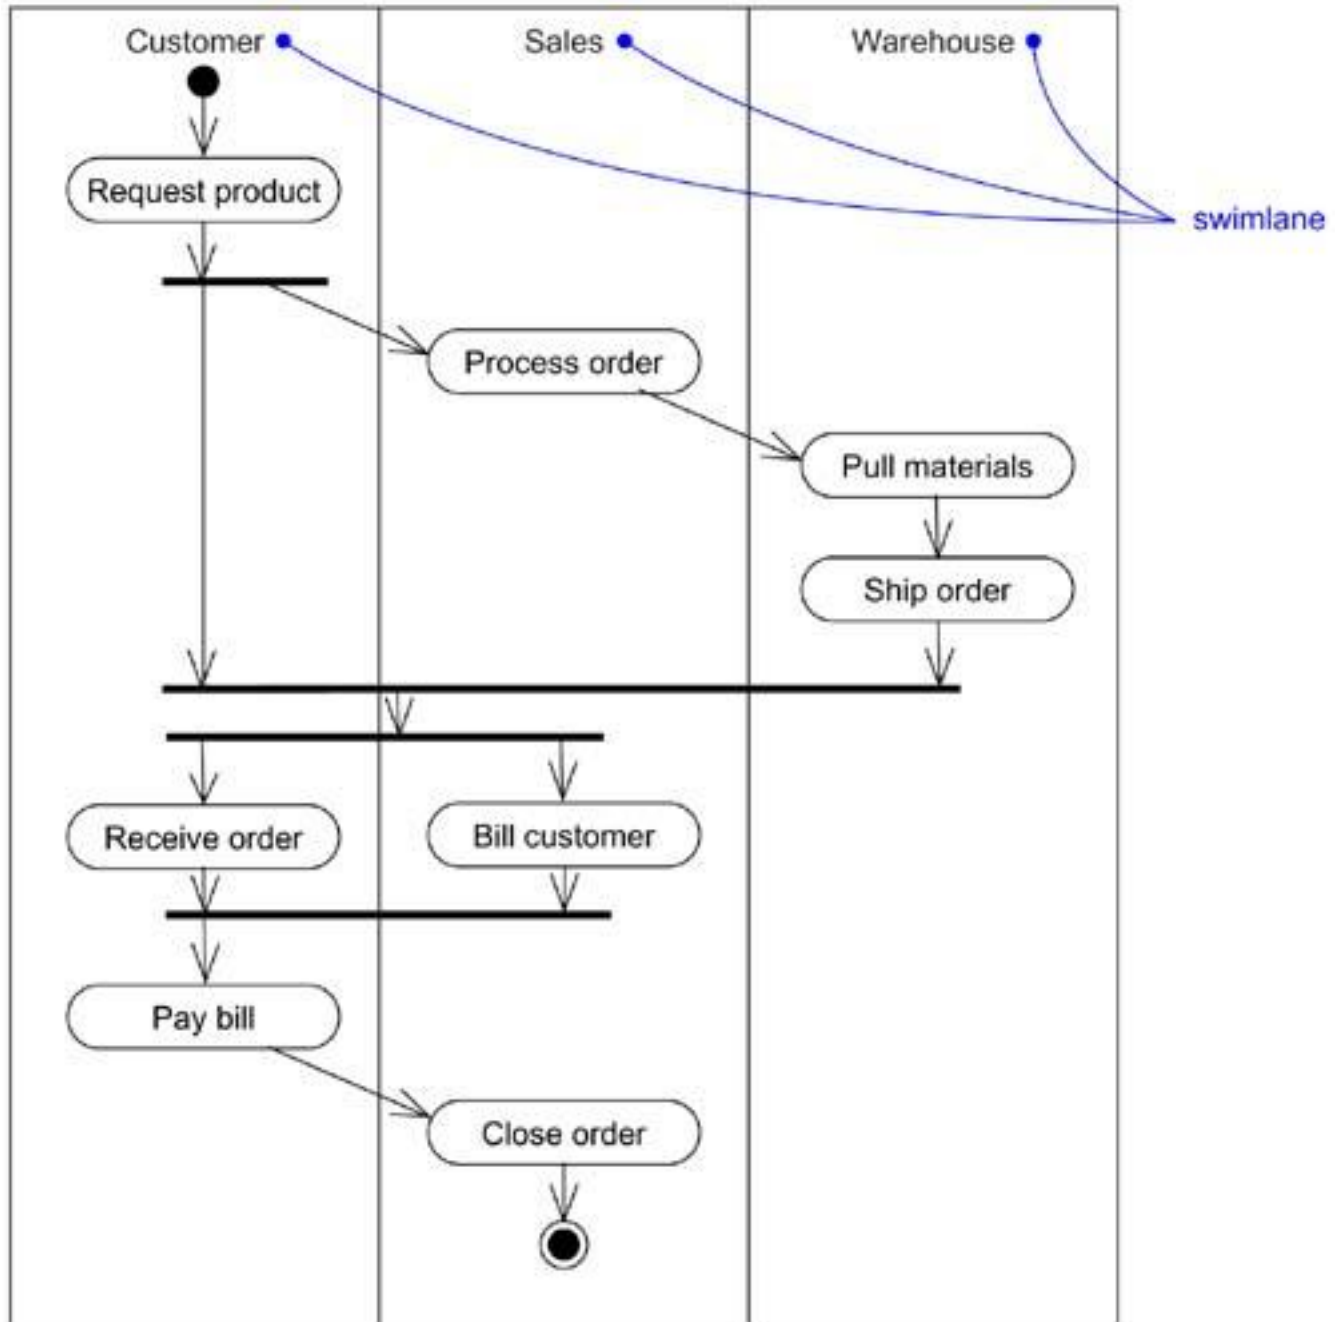 Customer
Sales
Warehouse
Request product
swimlane
Process order
Pull materials
Ship order
Receive order
Bill customer
Pay bill
Close order